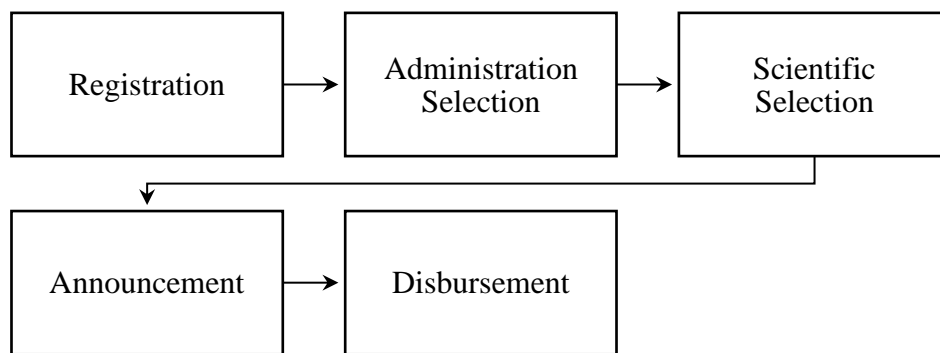 Registration
Administration
Selection
Scientific
Selection
Announcement
Disbursement